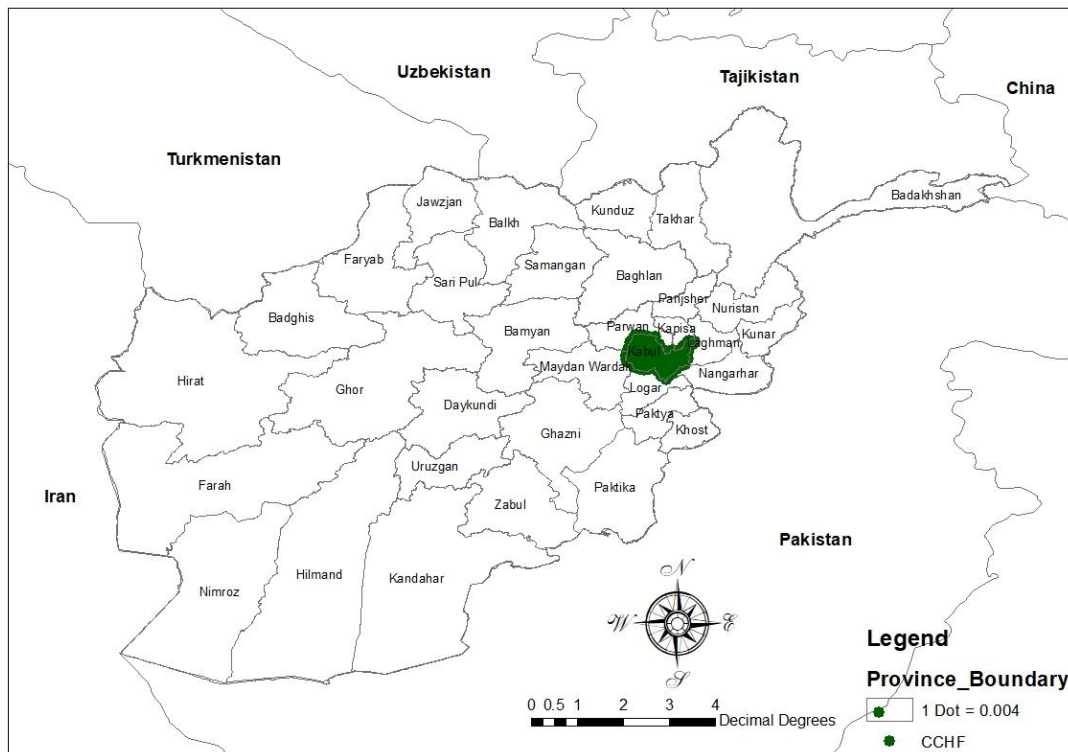 Uzbekistan
Tajikistan
China
Turkmenistan
Badakhshan
Jawzjan
Balkh
Kunduz
Takhar
Faryab
Samangan
Sari Pul
Baghlan
Panjsher
Nuristan
Badghis
Bamyan
Parwan
Kapisa
Kunar
Laghman
Kabul
Maydan Wardak
Nangarhar
Hirat
Ghor
Logar
Daykundi
Paktya
Khost
Ghazni
Uruzgan
Farah
Iran
Zabul
Paktika
Pakistan
Hilmand
Kandahar
Nimroz
N
W
E
S
Legend
Province_Boundary
1 Dot = 0.004
CCHF
0 0.5 1 2 3 4
Decimal Degrees